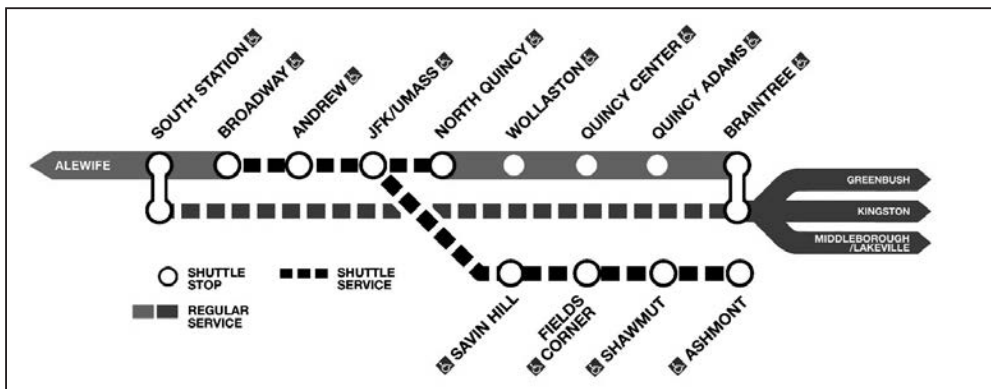 SOUTH STATION
BROADWAY
ANDREW
JFK/UMASS
NORTH QUINCY
WOLLASTON
QUINCY CENTER
QUINCY ADAMS
BRAINTREE
ALEWIFE
GREENBUSH
KINGSTON
MIDDLEBOROUGH
/LAKEVILLE
SHUTTLE
STOP
SHUTTLE
SERVICE
REGULAR
SERVICE
SAVIN HILL
FIELDS
CORNER
SHAWMUT
ASHMONT